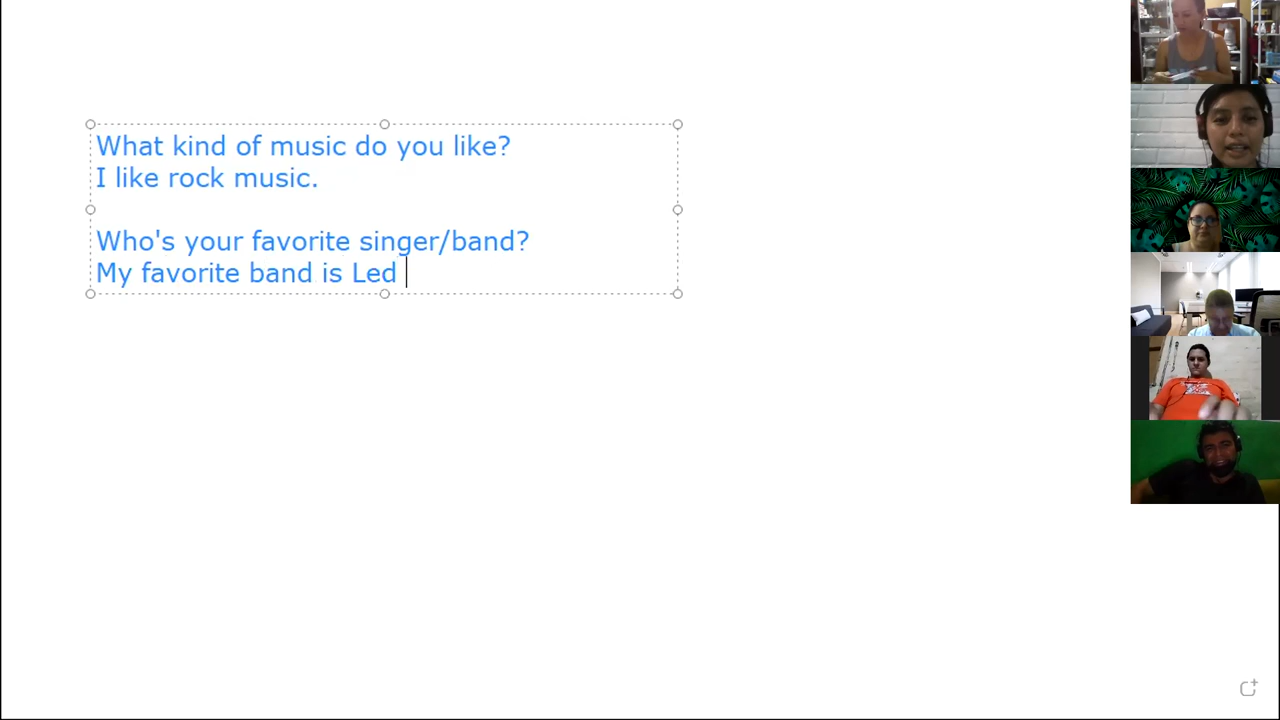 What kind of music do you like?
I like rock music.
Who's your favorite singer/band?
My favorite band is Led